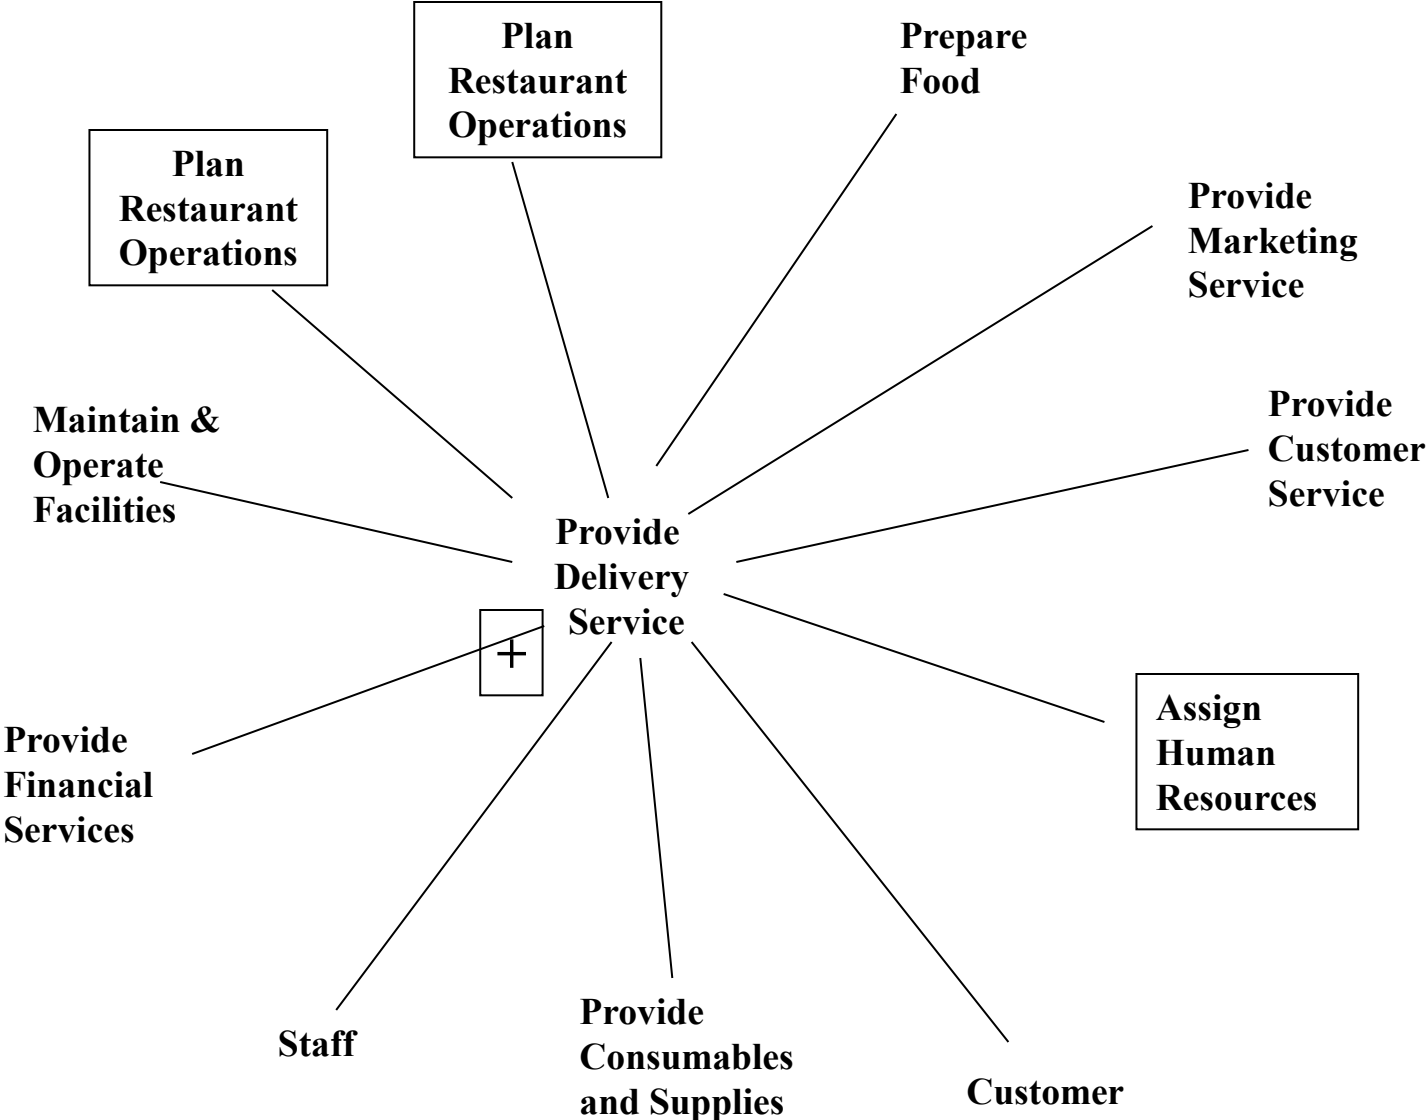 Plan
Restaurant
Operations
Prepare
Food
Plan
Restaurant
Operations
Provide
Marketing
Service
Maintain &
Operate
Facilities
Provide
Customer
Service
Provide
Delivery
Service
+
Assign
Human
Resources
Provide
Financial
Services
Staff
Provide
Consumables
and Supplies
Customer